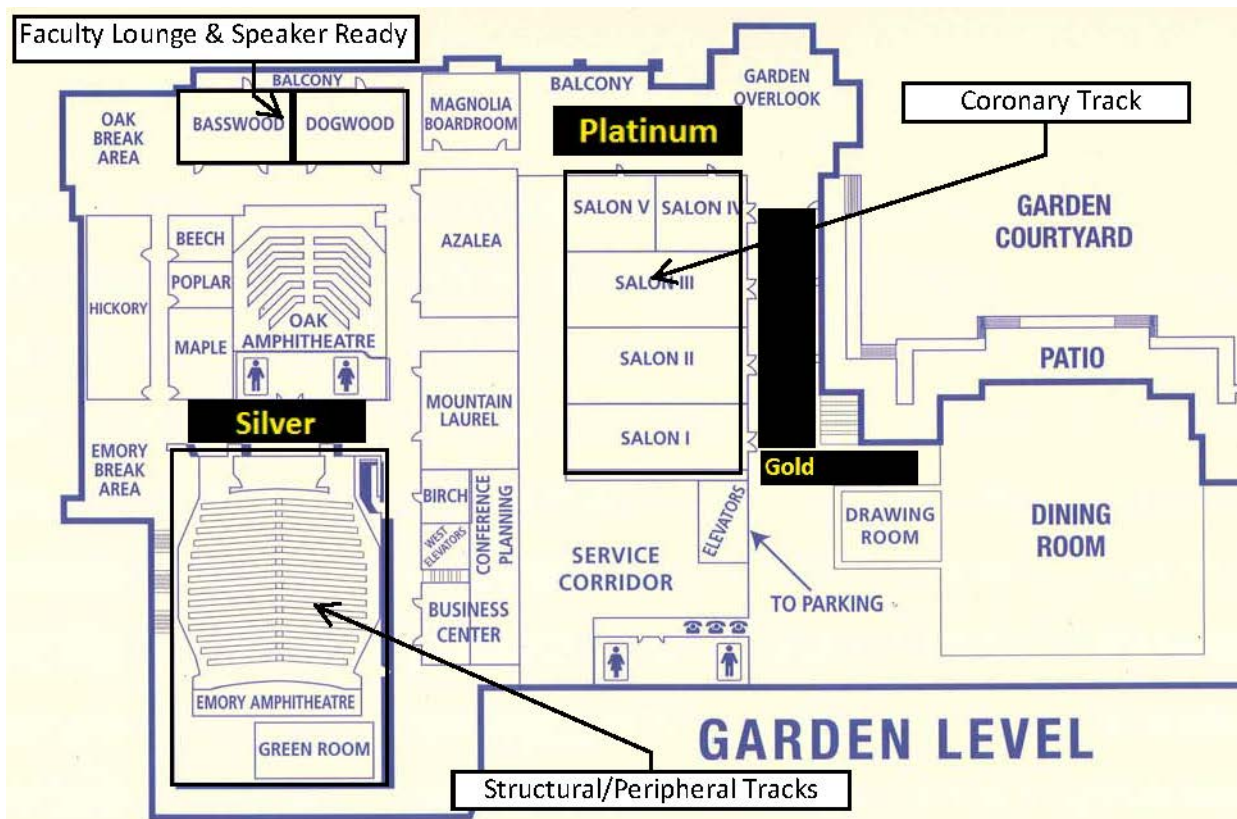 Faculty Lounge & Speaker Ready
BALCONY
BASSWOOD
DOGWOOD
OAK
BREAK
AREA
MAGNOLIA
BOARDROOM
BALCONY
GARDEN
OVERLOOK
Coronary Track
Platinum
SALON V
SALON IV
GARDEN
COURTYARD
BEECH
POPLAR
HICKORY
MAPLE
OAK
AMPHITHEATRE
AZALEA
SALON III
SALON II
SALON I
PATIO
Silver
MOUNTAIN
LAUREL
EMORY
BREAK
AREA
Gold
BIRCH
WEST
ELEVATORS
CONFERENCE
PLANNING
ELEVATORS
DRAWING
ROOM
DINING
ROOM
SERVICE
CORRIDOR
TO PARKING
BUSINESS
CENTER
EMORY AMPHITHEATRE
GREEN ROOM
GARDEN LEVEL
Structural/Peripheral Tracks